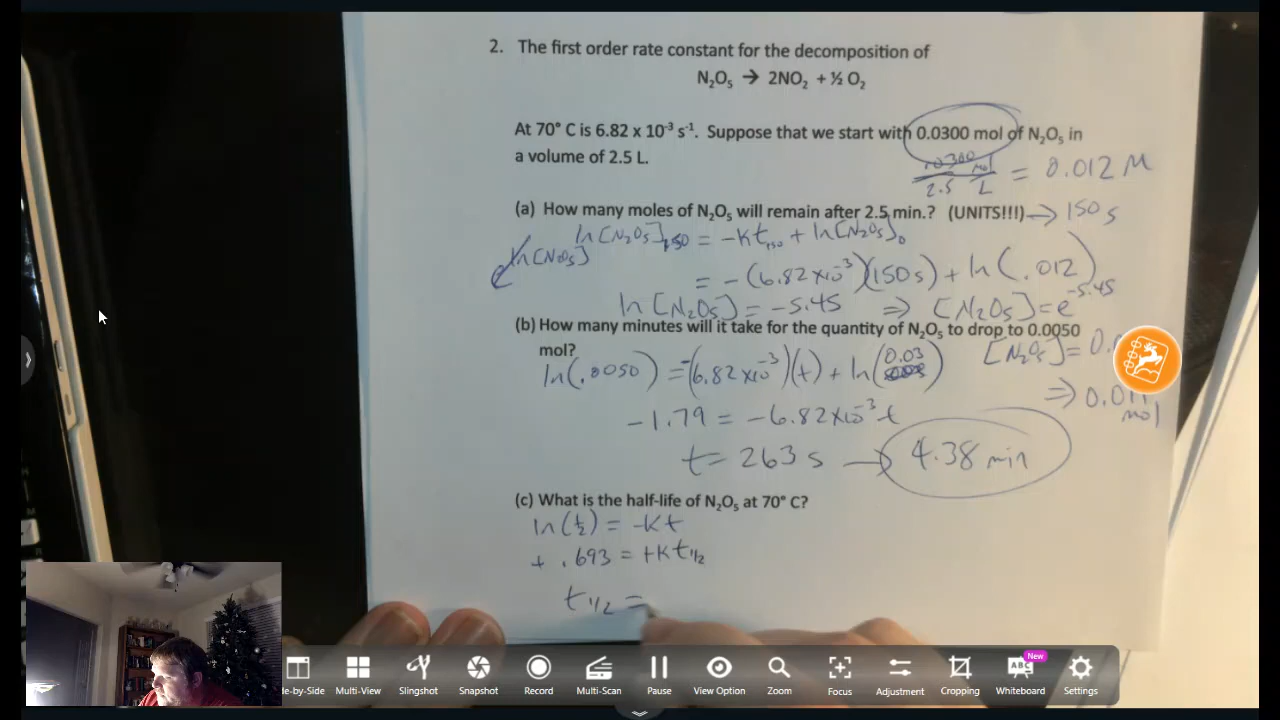 2. The first order rate constant for the decomposition of
N₂O₅ → 2NO₂ + ½ O₂
At 70° C is 6.82 x 10⁻³ s⁻¹. Suppose that we start with 0.0300 mol of N₂O₅ in
a volume of 2.5 L.
mol
2.5 L = 0.012 M
(a) How many moles of N₂O₅ will remain after 2.5 min.? (UNITS!!!) → 150 s
ln[N₂O₅]₁₅₀ = -kt₁₅₀ + ln[N₂O₅]₀
e ln[N₂O₅]
= -(6.82x10⁻³)(150 s) + ln(.012)
ln[N₂O₅] = -5.45 ⇒ [N₂O₅] = e⁻⁵·⁴⁵
(b) How many minutes will it take for the quantity of N₂O₅ to drop to 0.0050
mol?
[N₂O₅] = 0.
ln(.0050) = -(6.82x10⁻³)(t) + ln(0.03)
⇒ 0.011
mol
-1.79 = -6.82x10⁻³ t
t = 263 s → 4.38 min
(c) What is the half-life of N₂O₅ at 70° C?
ln(½) = -kt
+ .693 = +kt½
t½ =
New
-by-Side Multi-View Slingshot Snapshot Record Multi-Scan Pause View Option Zoom Focus Adjustment Cropping Whiteboard Settings